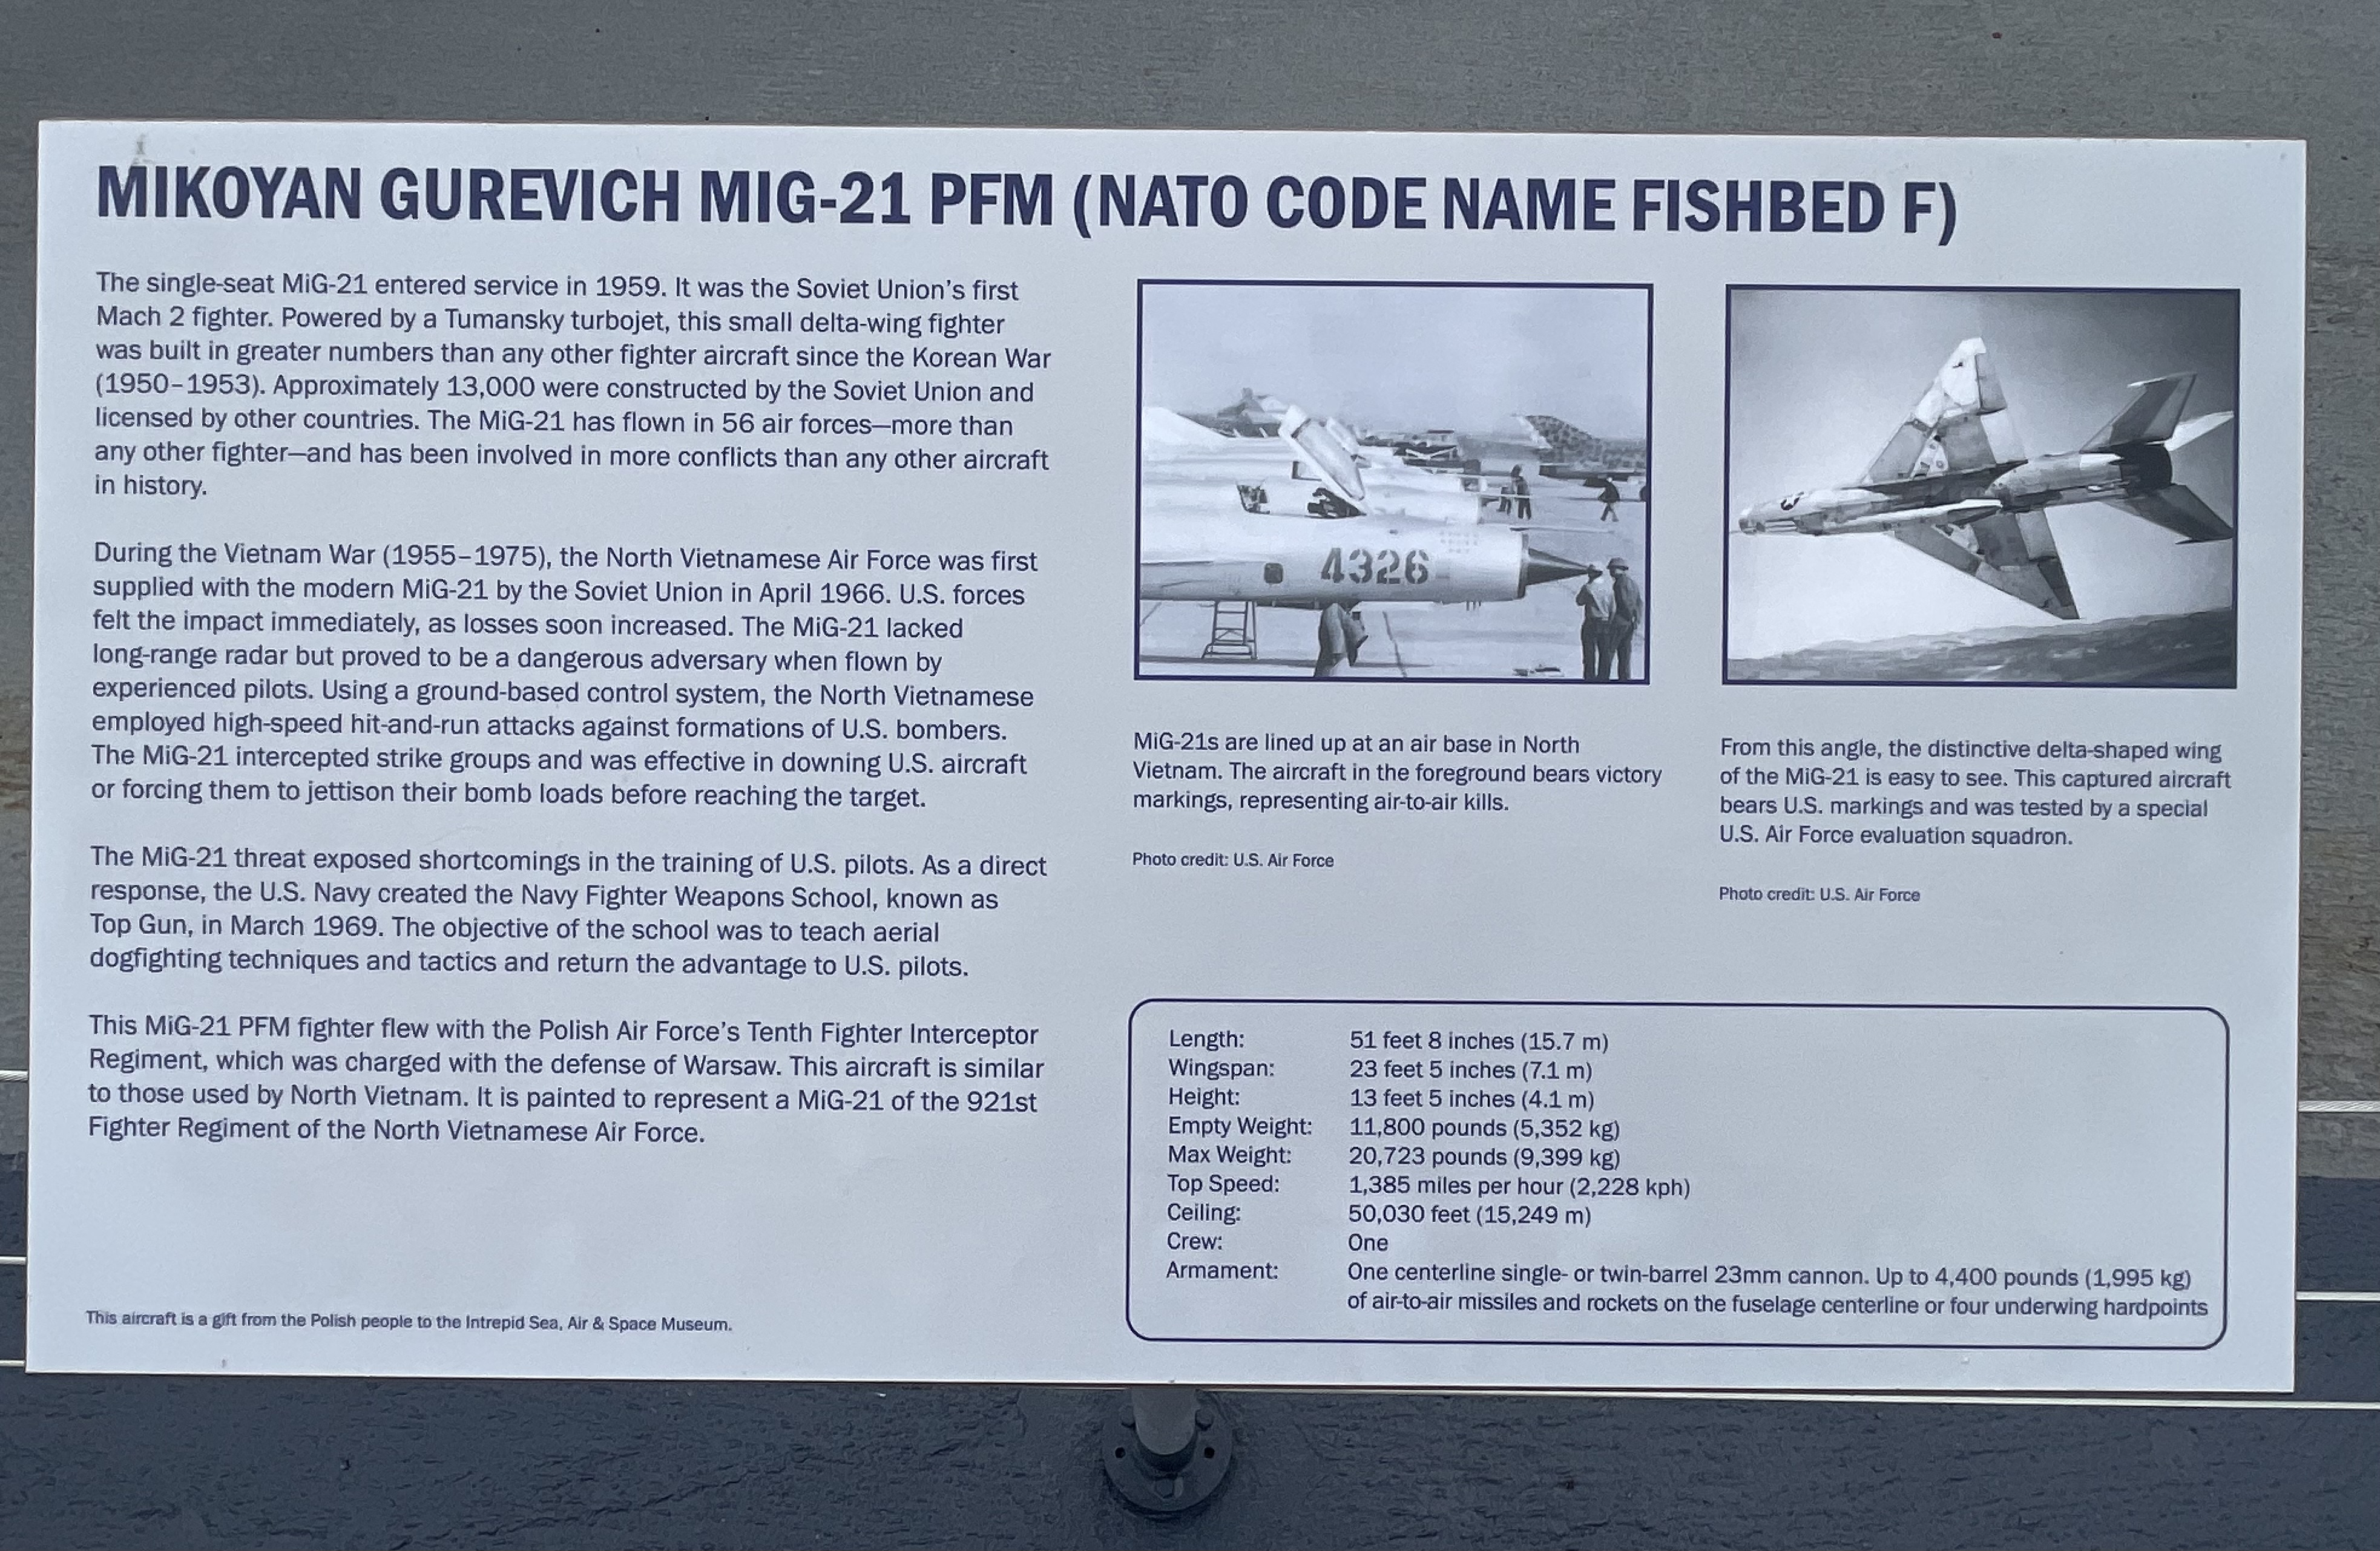 MIKOYAN GUREVICH MIG-21 PFM (NATO CODE NAME FISHBED F)
The single-seat MiG-21 entered service in 1959. It was the Soviet Union's first
Mach 2 fighter. Powered by a Tumansky turbojet, this small delta-wing fighter
was built in greater numbers than any other fighter aircraft since the Korean War
(1950–1953). Approximately 13,000 were constructed by the Soviet Union and
licensed by other countries. The MiG-21 has flown in 56 air forces—more than
any other fighter—and has been involved in more conflicts than any other aircraft
in history.
During the Vietnam War (1955–1975), the North Vietnamese Air Force was first
supplied with the modern MiG-21 by the Soviet Union in April 1966. U.S. forces
felt the impact immediately, as losses soon increased. The MiG-21 lacked
long-range radar but proved to be a dangerous adversary when flown by
experienced pilots. Using a ground-based control system, the North Vietnamese
employed high-speed hit-and-run attacks against formations of U.S. bombers.
The MiG-21 intercepted strike groups and was effective in downing U.S. aircraft
or forcing them to jettison their bomb loads before reaching the target.
The MiG-21 threat exposed shortcomings in the training of U.S. pilots. As a direct
response, the U.S. Navy created the Navy Fighter Weapons School, known as
Top Gun, in March 1969. The objective of the school was to teach aerial
dogfighting techniques and tactics and return the advantage to U.S. pilots.
This MiG-21 PFM fighter flew with the Polish Air Force's Tenth Fighter Interceptor
Regiment, which was charged with the defense of Warsaw. This aircraft is similar
to those used by North Vietnam. It is painted to represent a MiG-21 of the 921st
Fighter Regiment of the North Vietnamese Air Force.
This aircraft is a gift from the Polish people to the Intrepid Sea, Air & Space Museum.
4326
MiG-21s are lined up at an air base in North
Vietnam. The aircraft in the foreground bears victory
markings, representing air-to-air kills.
Photo credit: U.S. Air Force
From this angle, the distinctive delta-shaped wing
of the MiG-21 is easy to see. This captured aircraft
bears U.S. markings and was tested by a special
U.S. Air Force evaluation squadron.
Photo credit: U.S. Air Force
Length: 51 feet 8 inches (15.7 m)
Wingspan: 23 feet 5 inches (7.1 m)
Height: 13 feet 5 inches (4.1 m)
Empty Weight: 11,800 pounds (5,352 kg)
Max Weight: 20,723 pounds (9,399 kg)
Top Speed: 1,385 miles per hour (2,228 kph)
Ceiling: 50,030 feet (15,249 m)
Crew: One
Armament: One centerline single- or twin-barrel 23mm cannon. Up to 4,400 pounds (1,995 kg)
of air-to-air missiles and rockets on the fuselage centerline or four underwing hardpoints